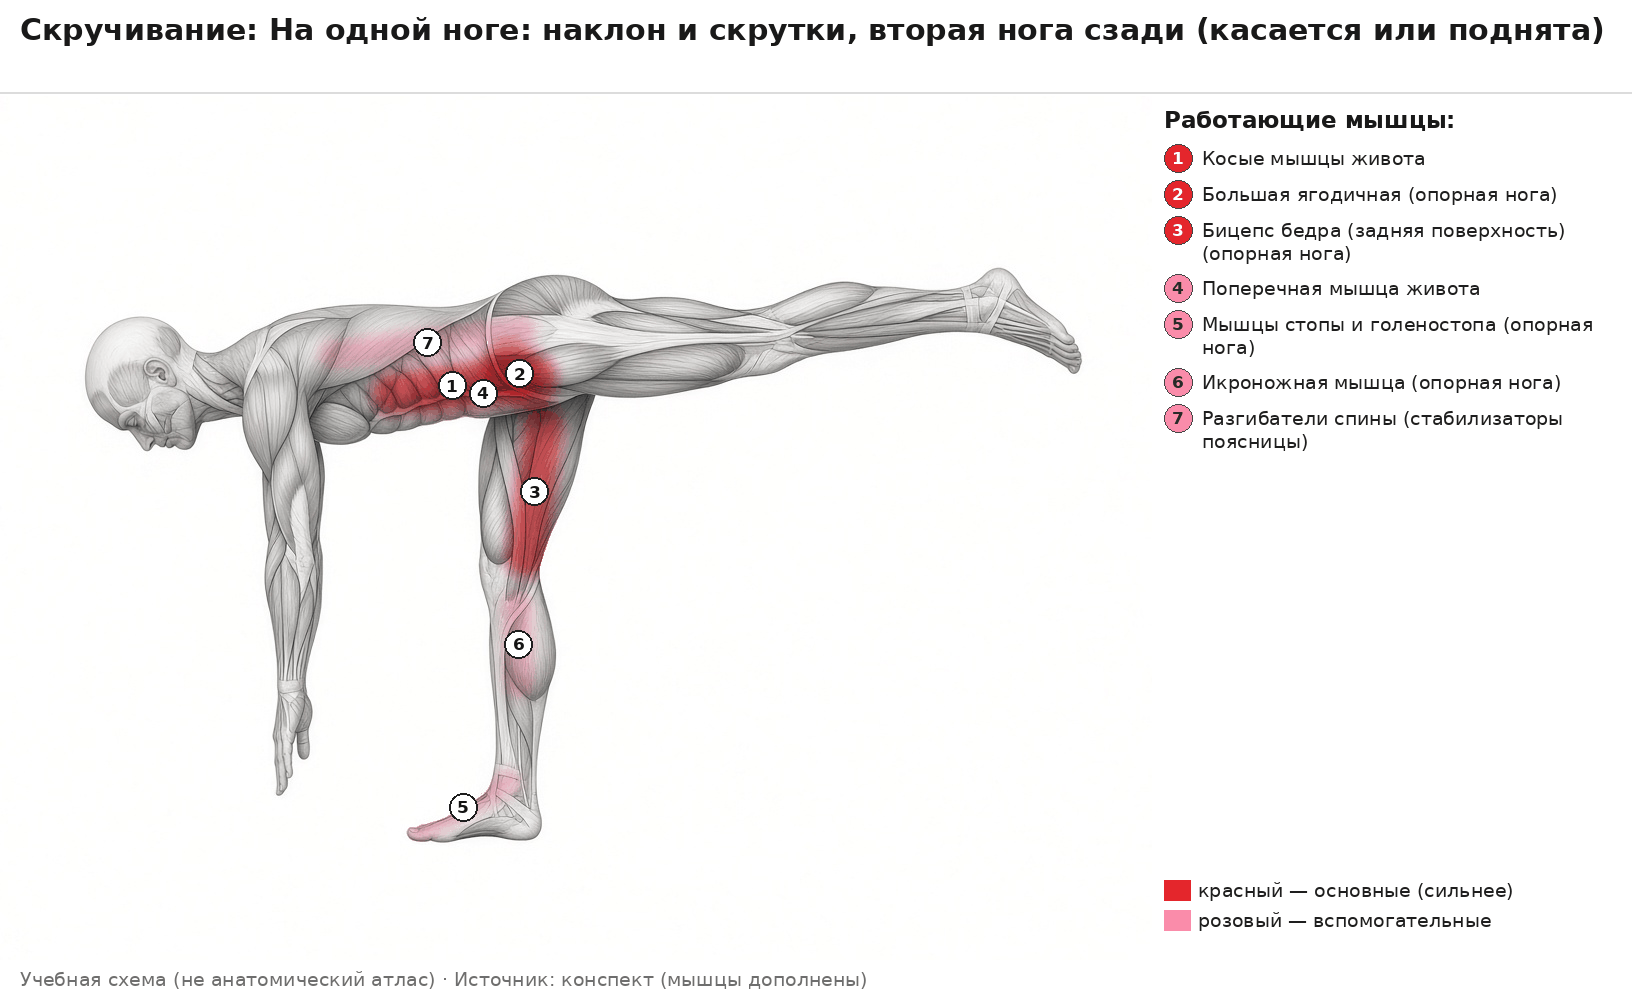 Скручивание: На одной ноге: наклон и скрутки, вторая нога сзади (касается или поднята)
Работающие мышцы:
1 Косые мышцы живота
2 Большая ягодичная (опорная нога)
3 Бицепс бедра (задняя поверхность)
(опорная нога)
4 Поперечная мышца живота
5 Мышцы стопы и голеностопа (опорная
нога)
6 Икроножная мышца (опорная нога)
7 Разгибатели спины (стабилизаторы
поясницы)
7
2
1
4
3
6
5
красный — основные (сильнее)
розовый — вспомогательные
Учебная схема (не анатомический атлас) · Источник: конспект (мышцы дополнены)